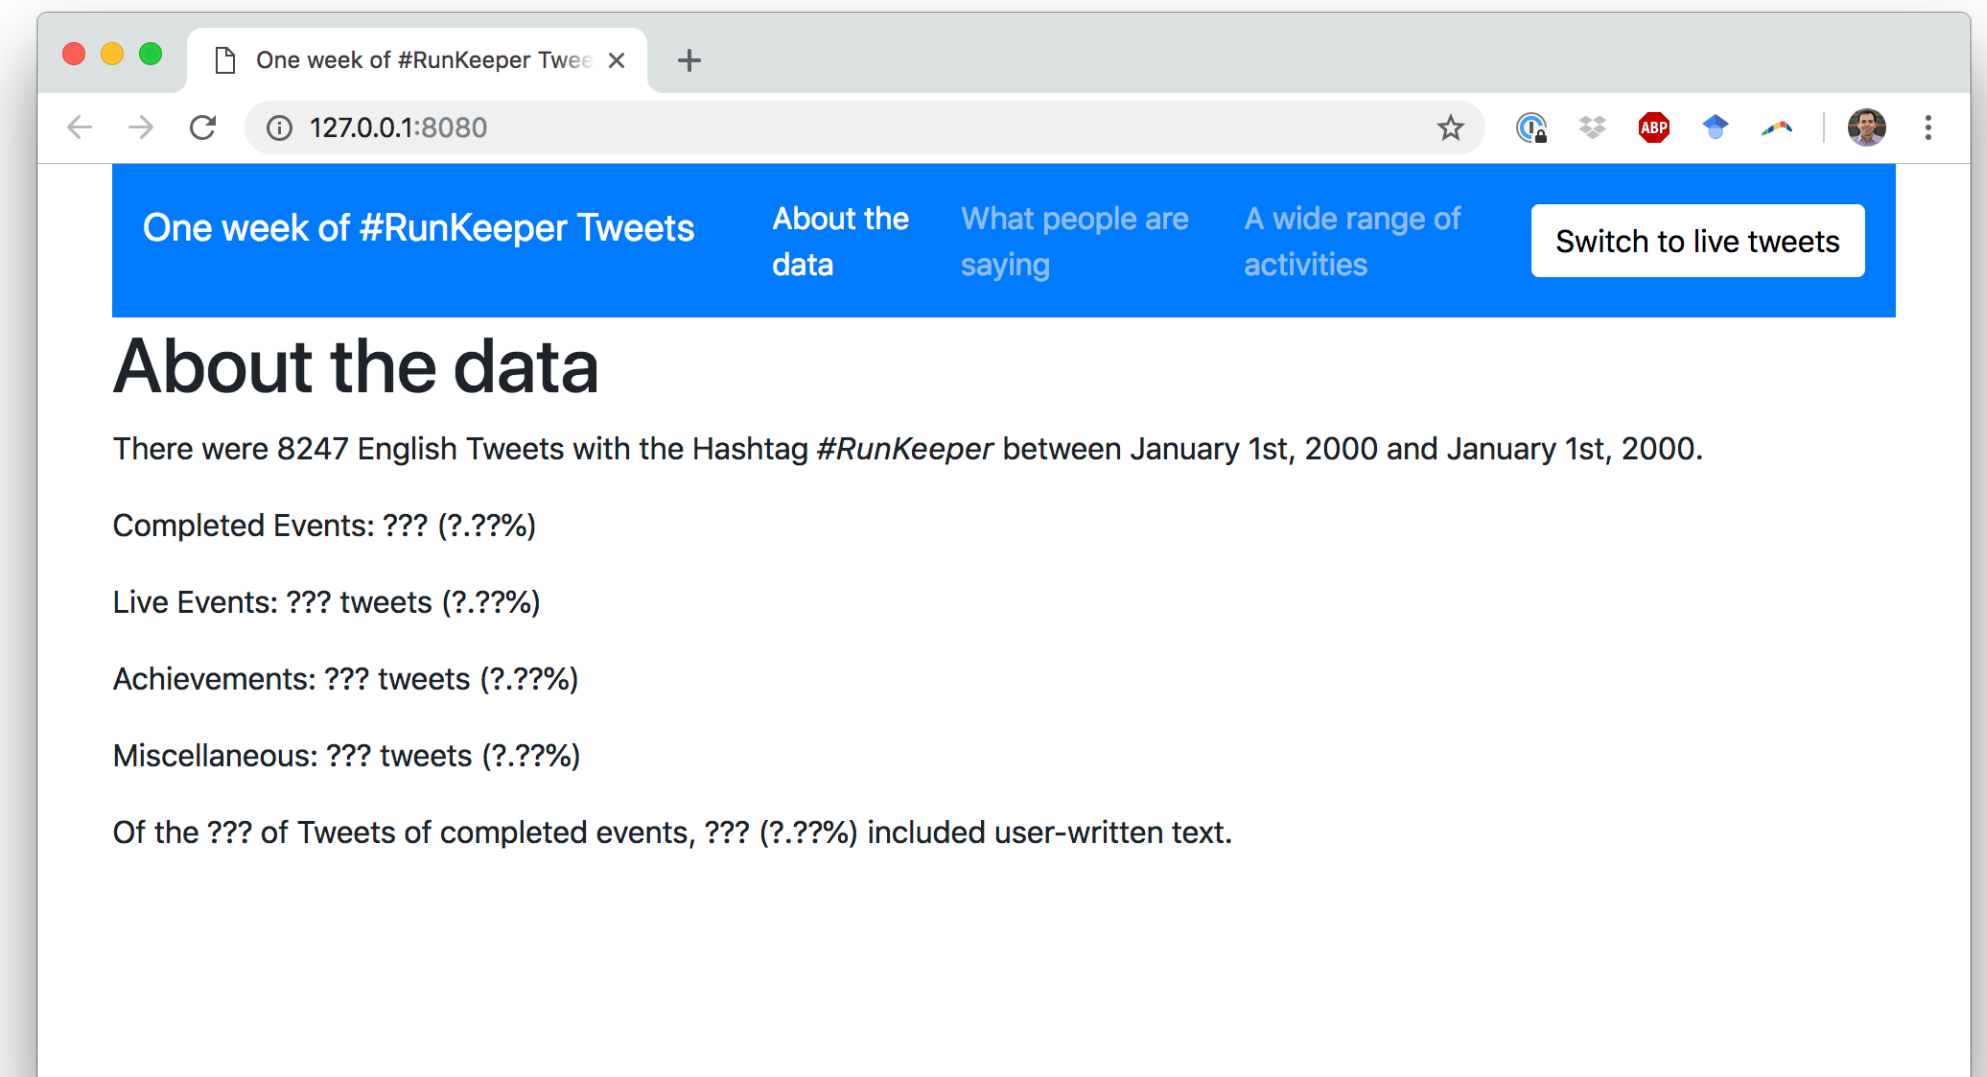 One week of #RunKeeper Twee
127.0.0.1:8080
ABP
One week of #RunKeeper Tweets
About the
data
What people are
saying
A wide range of
activities
Switch to live tweets
About the data
There were 8247 English Tweets with the Hashtag #RunKeeper between January 1st, 2000 and January 1st, 2000.
Completed Events: ??? (?.??%)
Live Events: ??? tweets (?.??%)
Achievements: ??? tweets (?.??%)
Miscellaneous: ??? tweets (?.??%)
Of the ??? of Tweets of completed events, ??? (?.??%) included user-written text.